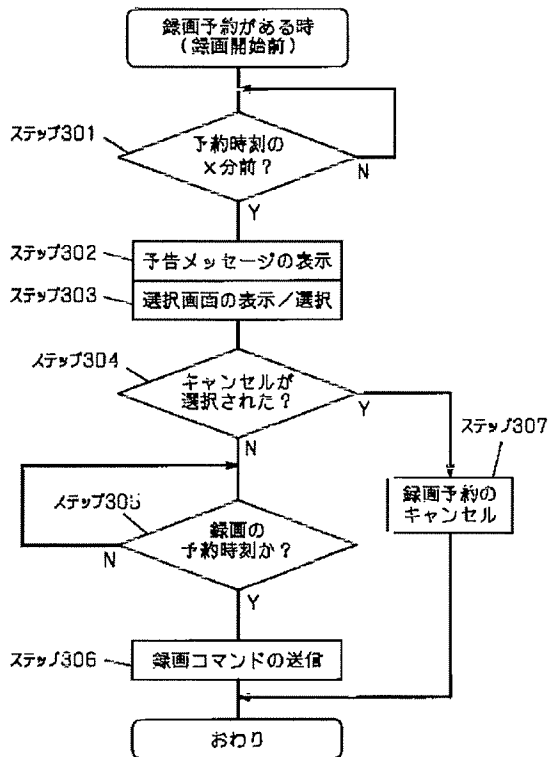 録画予約がある時
(録画開始前)
ステップ301
予約時刻の
X分前?
N
Y
ステップ302
予告メッセージの表示
ステップ303
選択画面の表示/選択
ステップ304
キャンセルが
選択された?
Y
N
ステップ307
録画予約の
キャンセル
ステップ305
録画の
予約時刻か?
N
Y
ステップ306
録画コマンドの送信
おわり